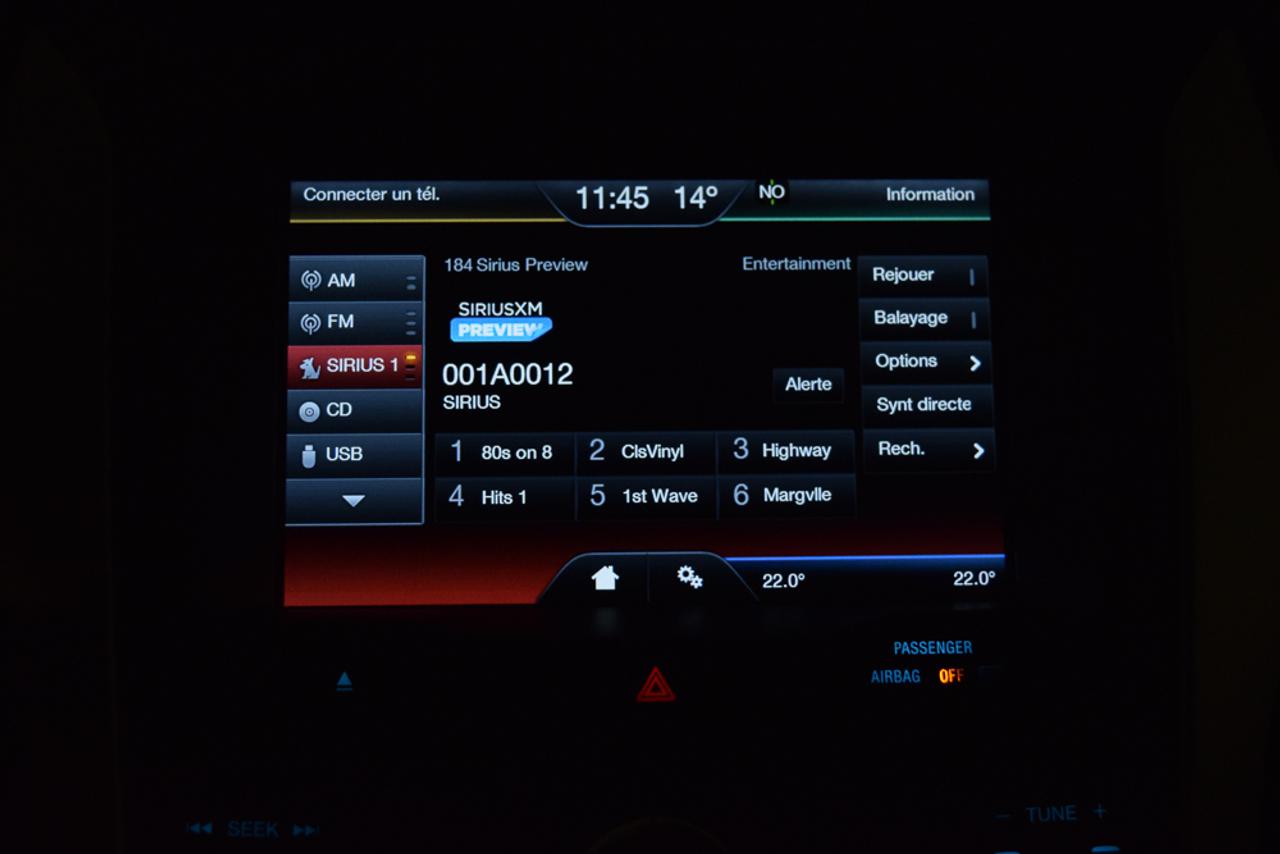 Connecter un tél.
11:45 14°
NO
Information
AM
FM
SIRIUS 1
CD
USB
184 Sirius Preview
Entertainment
SIRIUSXM
PREVIEW
001A0012
SIRIUS
Alerte
1 80s on 8
2 ClsVinyl
3 Highway
4 Hits 1
5 1st Wave
6 Margvlle
Rejouer
Balayage
Options
Synt directe
Rech.
22.0°
22.0°
PASSENGER
AIRBAG OFF
SEEK
− TUNE +